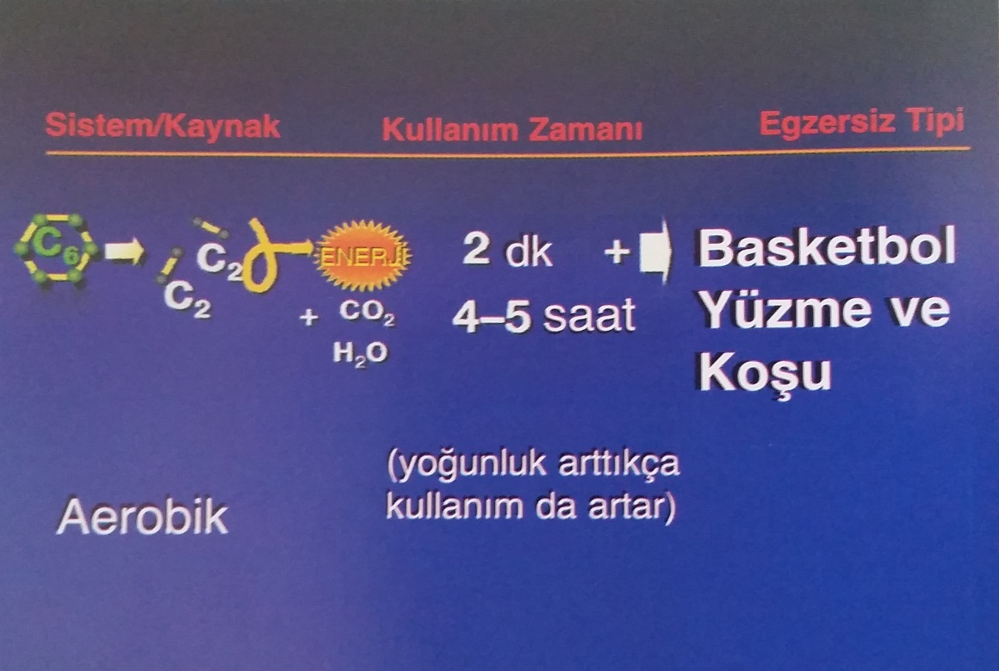 Sistem/Kaynak Kullanım Zamanı Egzersiz Tipi
C6 C2 C2 ENERJİ 2 dk + Basketbol
+ CO₂ 4–5 saat Yüzme ve
H₂O Koşu
(yoğunluk arttıkça
kullanım da artar)
Aerobik